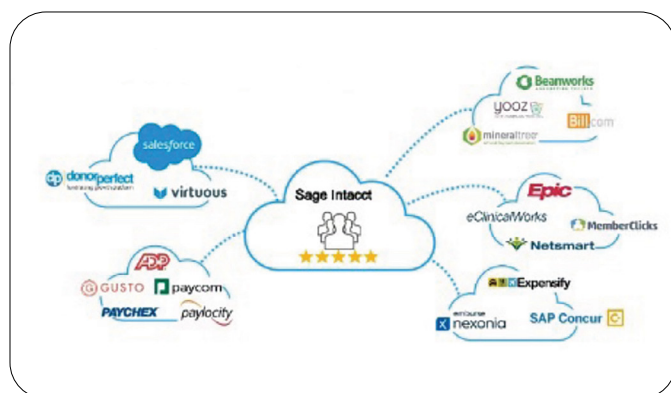 salesforce
donorperfect
virtuous
ADP
GUSTO
paycom
PAYCHEX
paylocity
Sage Intacct
Beanworks
yooz
Bill.com
mineraltree
Epic
eClinicalWorks
MemberClicks
Netsmart
Expensify
nexonia
SAP Concur